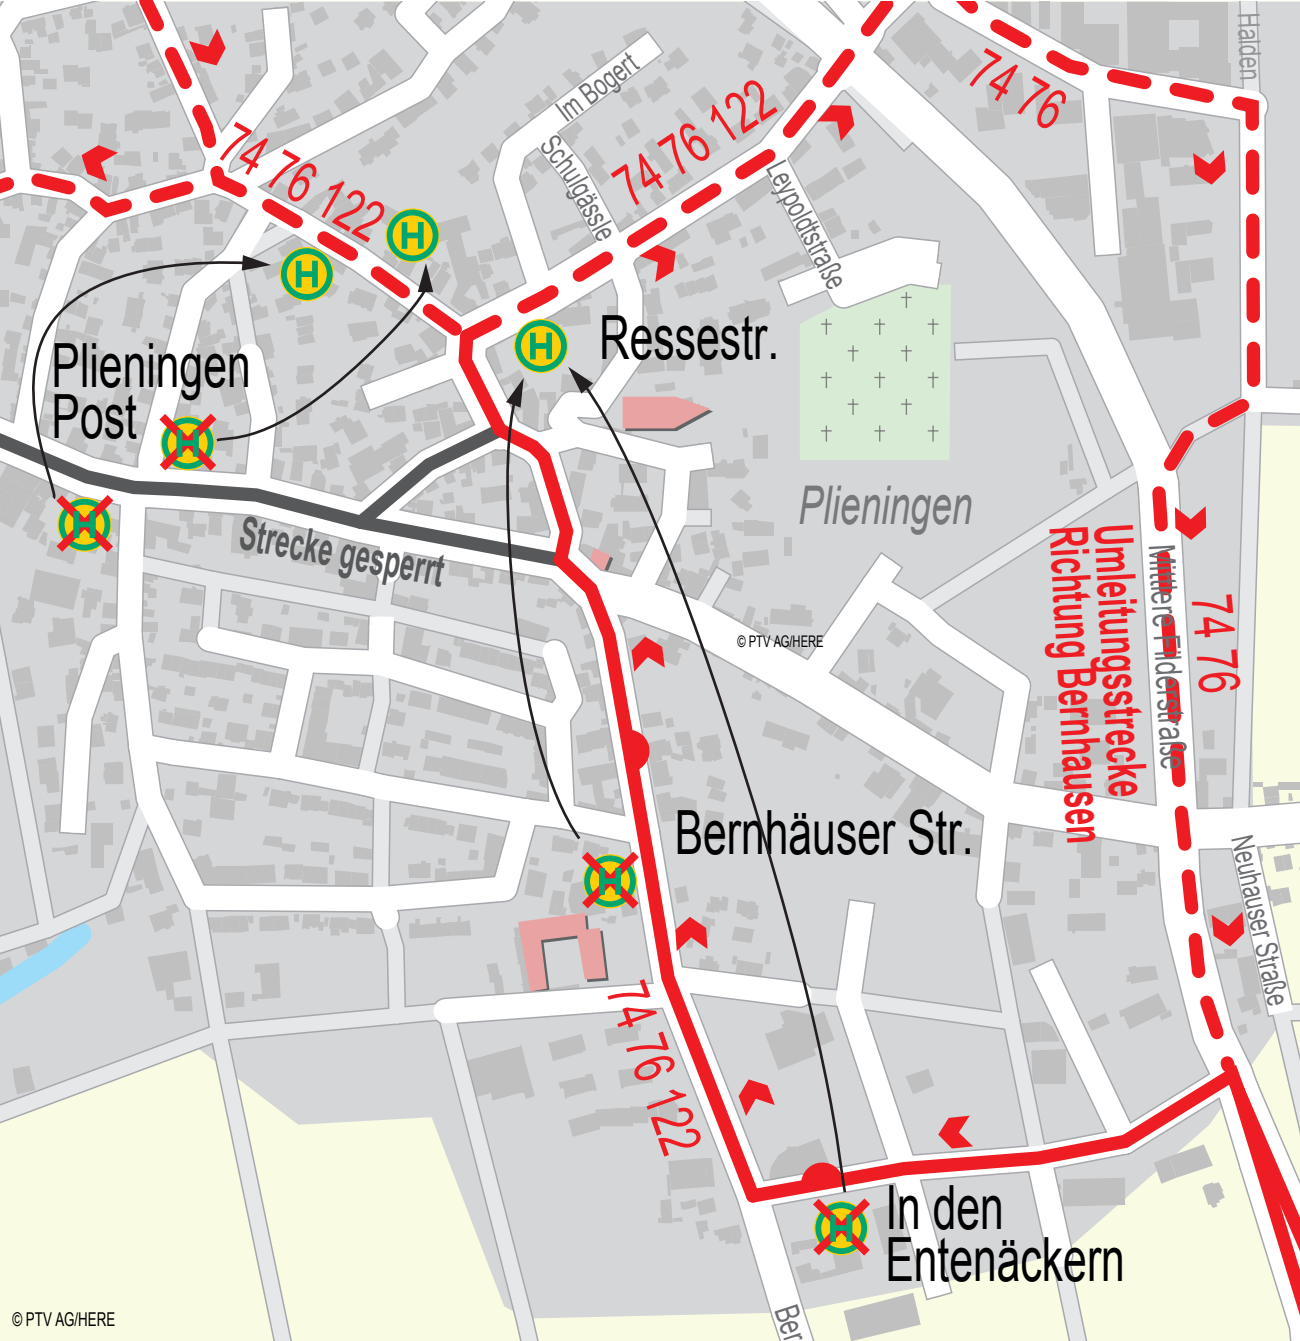 Halden
Im Bogert
74 76
74 76 122
Schulgässle
74 76 122
Leypoldtstraße
H
H
Ressestr.
H
Plieningen
Post
H
H
Plieningen
Strecke gesperrt
Umleitungsstrecke
Richtung Bernhausen
Mittlere Filderstraße
74 76
© PTV AG/HERE
Bernhäuser Str.
H
Neuhauser Straße
74 76 122
In den
Entenäckern
H
Ber
© PTV AG/HERE